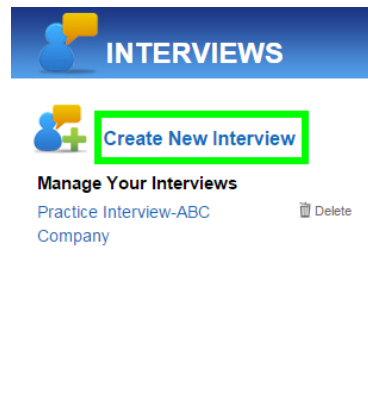 INTERVIEWS
Create New Interview
Manage Your Interviews
Practice Interview-ABC Delete
Company